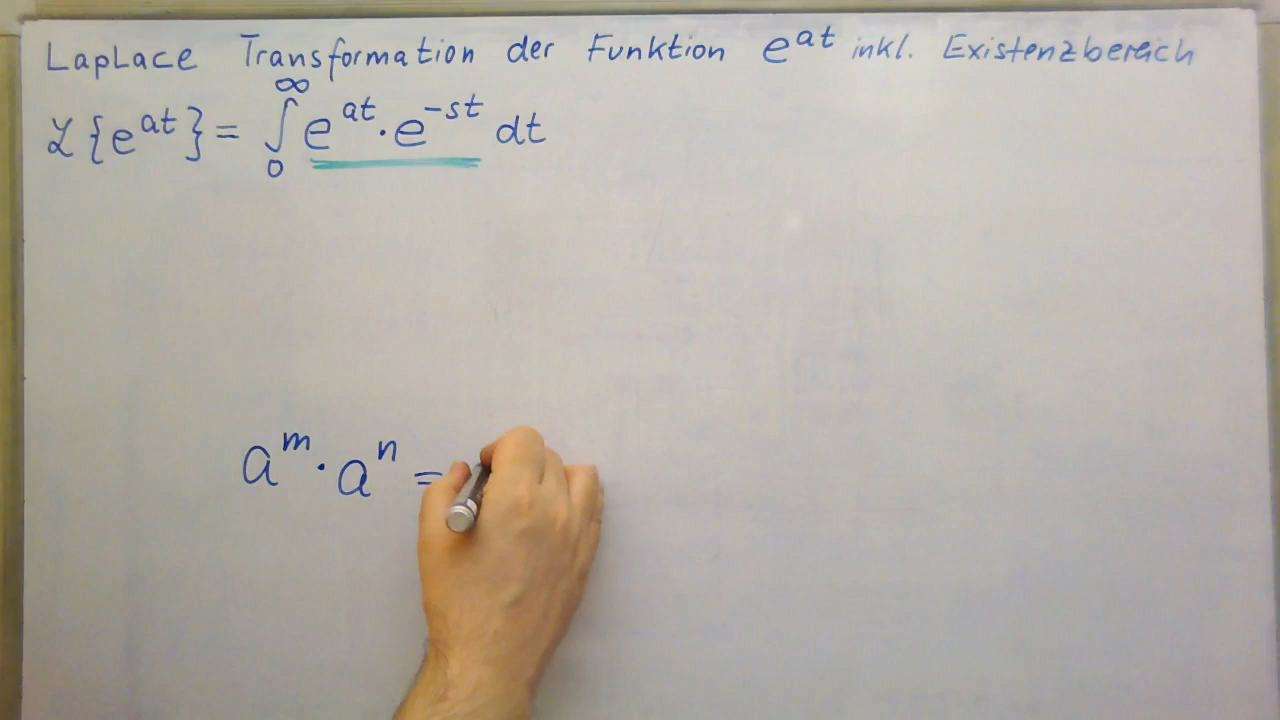 Laplace Transformation der Funktion e^at inkl. Existenzbereich
ℒ{e^at} = ∫₀^∞ e^at · e^-st dt
a^m · a^n =